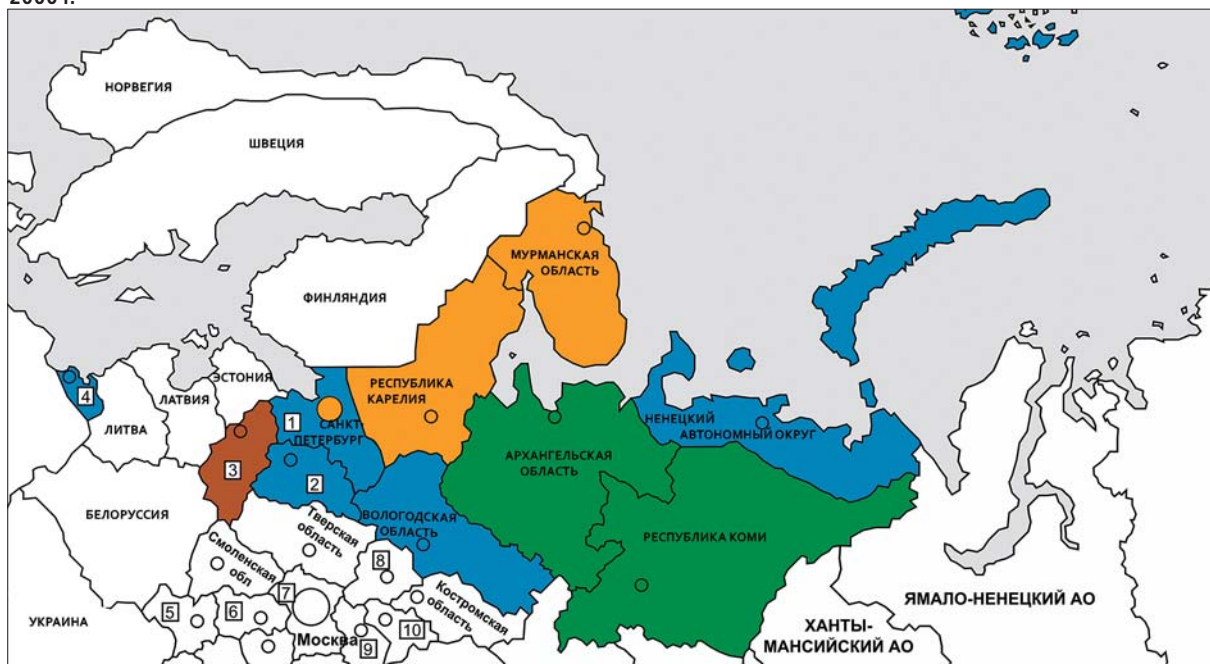 2000 г.
НОРВЕГИЯ
ШВЕЦИЯ
МУРМАНСКАЯ
ОБЛАСТЬ
ФИНЛЯНДИЯ
ЭСТОНИЯ
РЕСПУБЛИКА
КАРЕЛИЯ
4
ЛАТВИЯ
1
САНКТ-
ПЕТЕРБУРГ
НЕНЕЦКИЙ
АВТОНОМНЫЙ ОКРУГ
ЛИТВА
3
2
АРХАНГЕЛЬСКАЯ
ОБЛАСТЬ
БЕЛОРУССИЯ
ВОЛОГОДСКАЯ
ОБЛАСТЬ
Тверская
область
РЕСПУБЛИКА КОМИ
Смоленская
обл
8
7
Костромская
область
ЯМАЛО-НЕНЕЦКИЙ АО
УКРАИНА
5
6
Москва
9
10
ХАНТЫ-
МАНСИЙСКИЙ АО